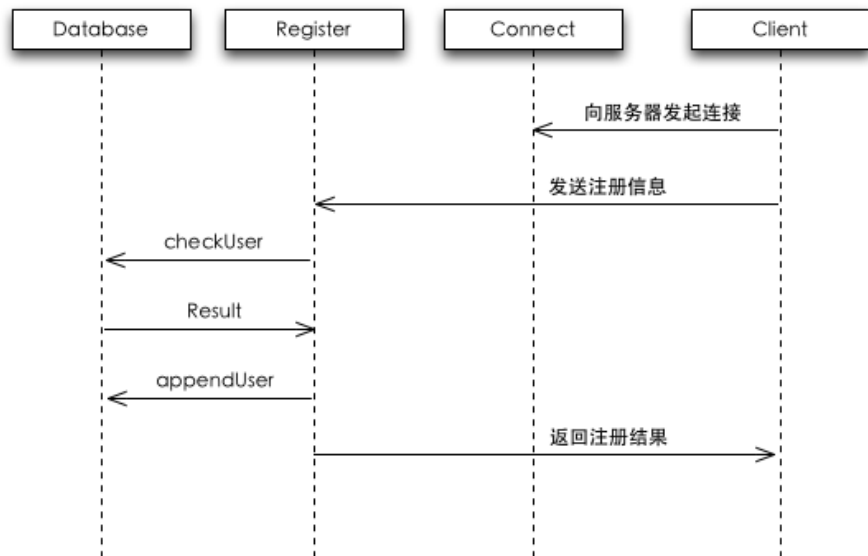 Database
Register
Connect
Client
向服务器发起连接
发送注册信息
checkUser
Result
appendUser
返回注册结果